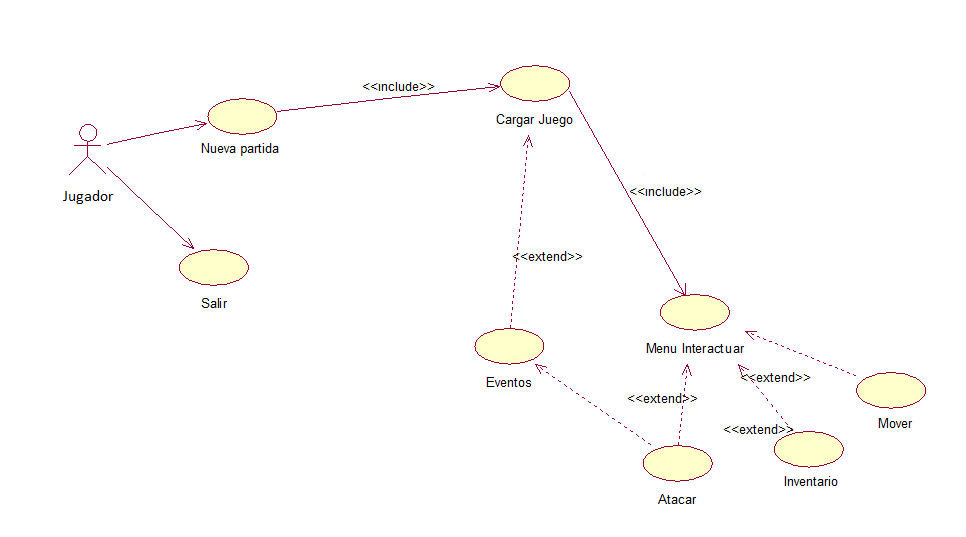 <<include>>
Cargar Juego
Nueva partida
Jugador
<<include>>
<<extend>>
Salir
Menu Interactuar
Eventos
<<extend>>
<<extend>>
Mover
<<extend>>
Inventario
Atacar